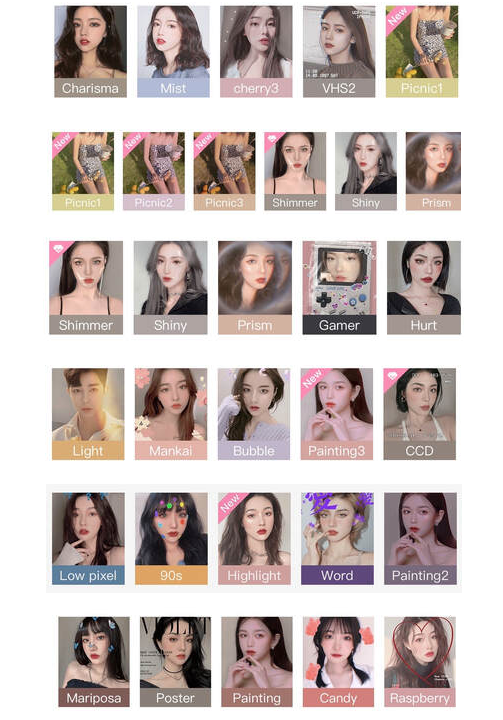 Charisma
Mist
cherry3
VHS2
New
Picnic1
New
Picnic1
New
Picnic2
New
Picnic3
Shimmer
Shiny
Prism
Shimmer
Shiny
Prism
Gamer
Hurt
Light
Mankai
Bubble
New
Painting3
CCD
Low pixel
90s
New
Highlight
Word
Painting2
Mariposa
Poster
Painting
Candy
Raspberry